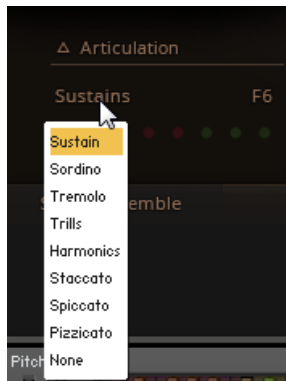 △ Articulation
Sustains F6
Sustain
Sordino
Tremolo
emble
Trills
Harmonics
Staccato
Spiccato
Pizzicato
Pitch
None